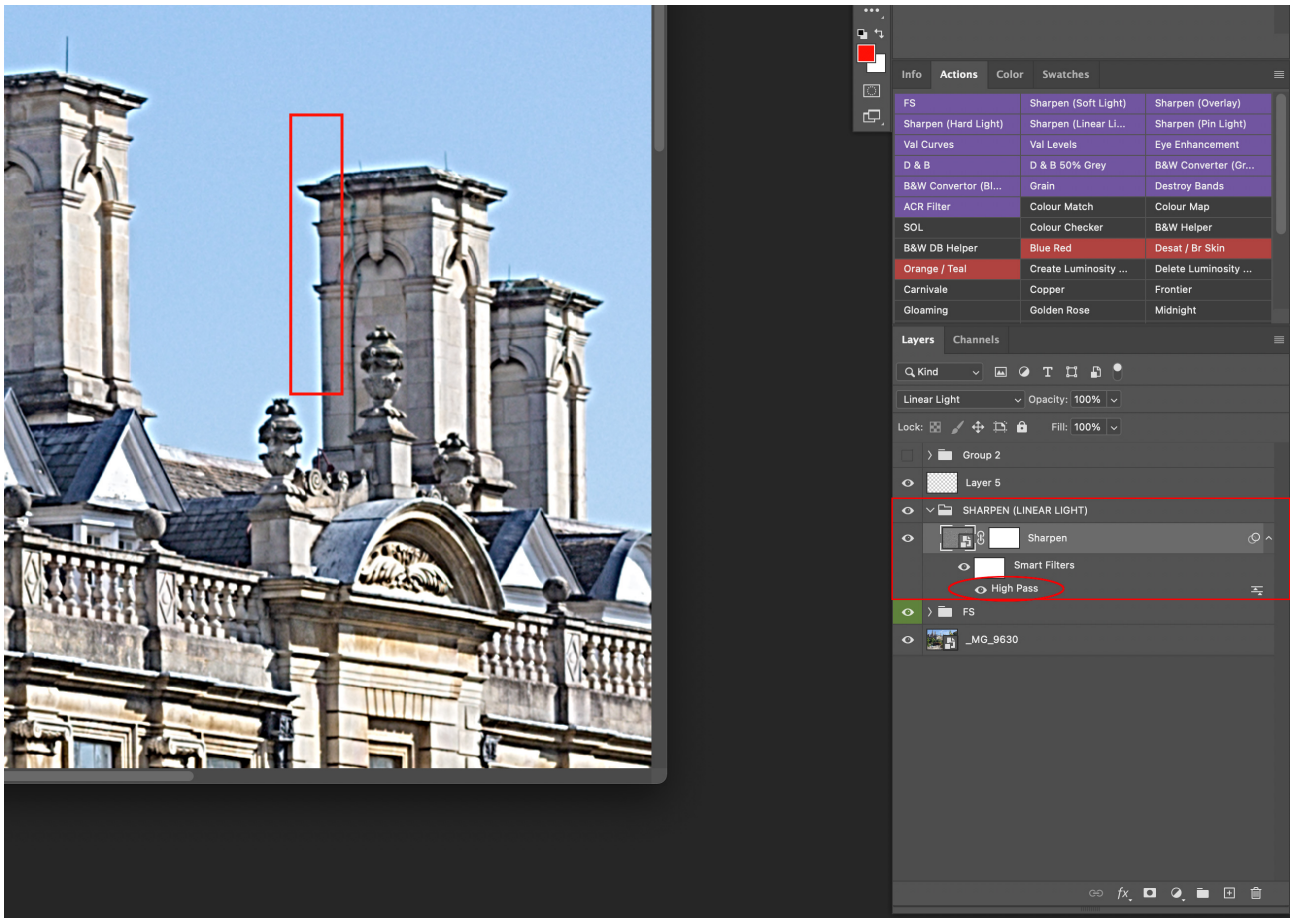 Info Actions Color Swatches
FS Sharpen (Soft Light) Sharpen (Overlay)
Sharpen (Hard Light) Sharpen (Linear Li... Sharpen (Pin Light)
Val Curves Val Levels Eye Enhancement
D & B D & B 50% Grey B&W Converter (Gr...
B&W Convertor (Bl... Grain Destroy Bands
ACR Filter Colour Match Colour Map
SOL Colour Checker B&W Helper
B&W DB Helper Blue Red Desat / Br Skin
Orange / Teal Create Luminosity ... Delete Luminosity ...
Carnivale Copper Frontier
Gloaming Golden Rose Midnight
Layers Channels
Kind
Linear Light Opacity: 100%
Lock: Fill: 100%
Group 2
Layer 5
SHARPEN (LINEAR LIGHT)
Sharpen
Smart Filters
High Pass
FS
_MG_9630
fx